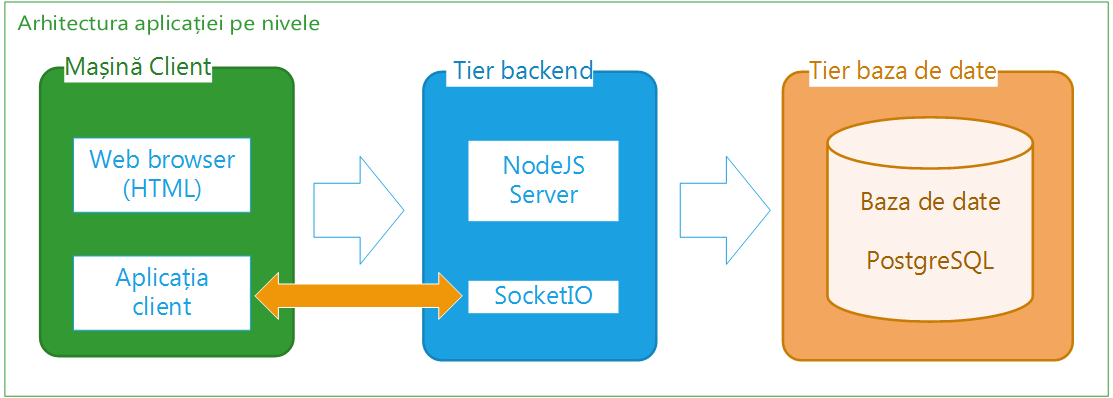 Arhitectura aplicației pe nivele
Mașină Client
Web browser
(HTML)
Aplicația
client
Tier backend
NodeJS
Server
SocketIO
Tier baza de date
Baza de date
PostgreSQL